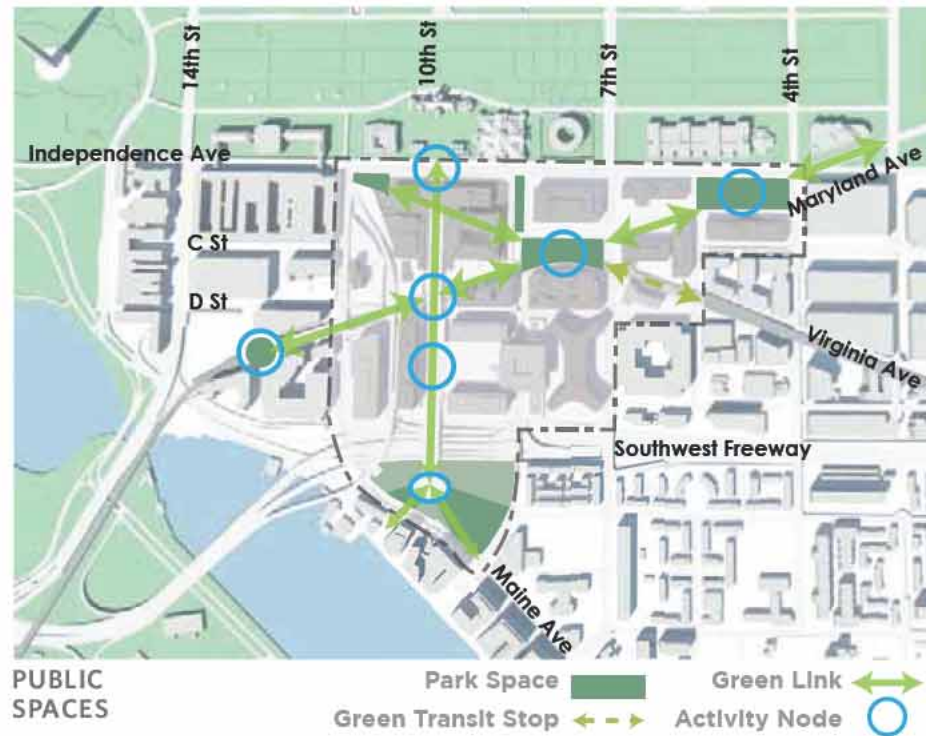 14th St
10th St
7th St
4th St
Independence Ave
Maryland Ave
C St
D St
Virginia Ave
Southwest Freeway
Maine Ave
PUBLIC
SPACES
Park Space
Green Link
Green Transit Stop
Activity Node